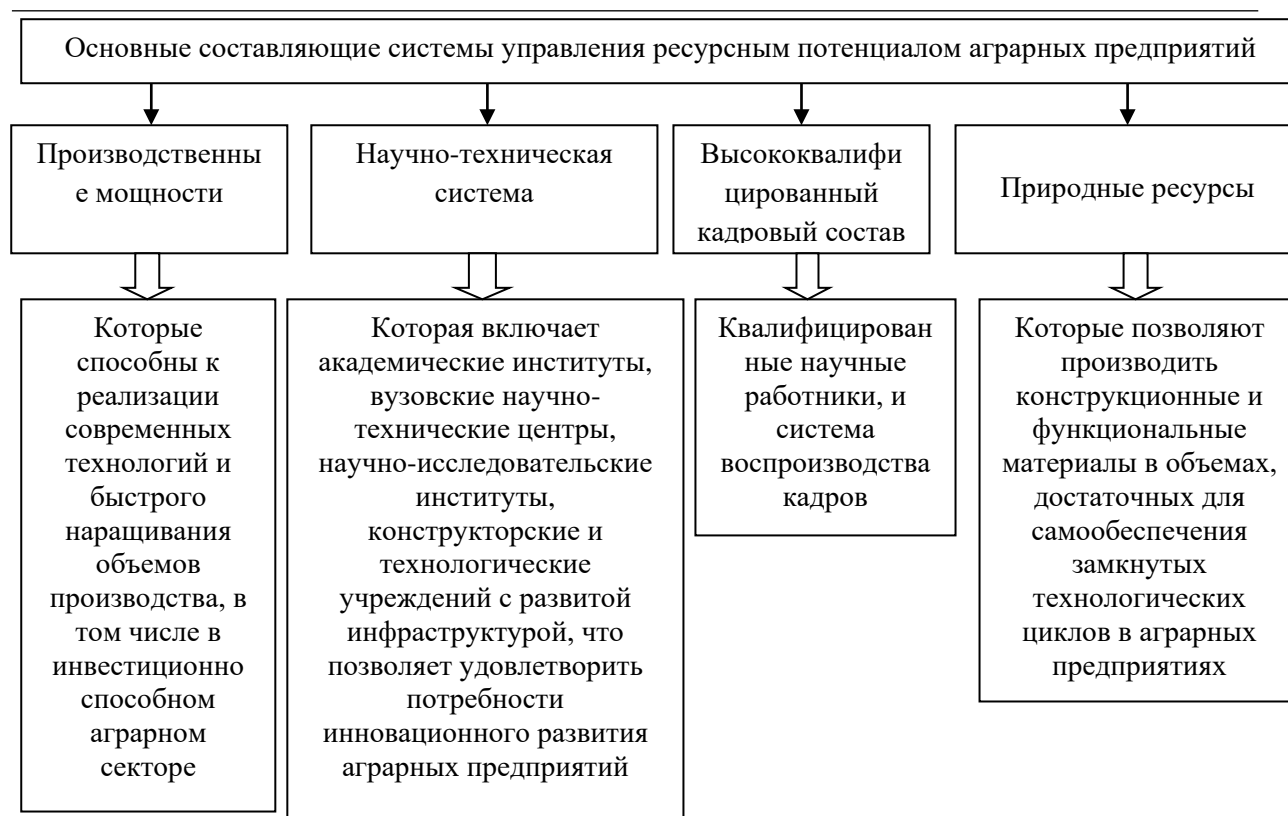 Основные составляющие системы управления ресурсным потенциалом аграрных предприятий
Производственны
е мощности
Научно-техническая
система
Высококвалифи
цированный
кадровый состав
Природные ресурсы
Которые
способны к
реализации
современных
технологий и
быстрого
наращивания
объемов
производства, в
том числе в
инвестиционно
способном
аграрном
секторе
Которая включает
академические институты,
вузовские научно-
технические центры,
научно-исследовательские
институты,
конструкторские и
технологические
учреждений с развитой
инфраструктурой, что
позволяет удовлетворить
потребности
инновационного развития
аграрных предприятий
Квалифицирован
ные научные
работники, и
система
воспроизводства
кадров
Которые позволяют
производить
конструкционные и
функциональные
материалы в объемах,
достаточных для
самообеспечения
замкнутых
технологических
циклов в аграрных
предприятиях